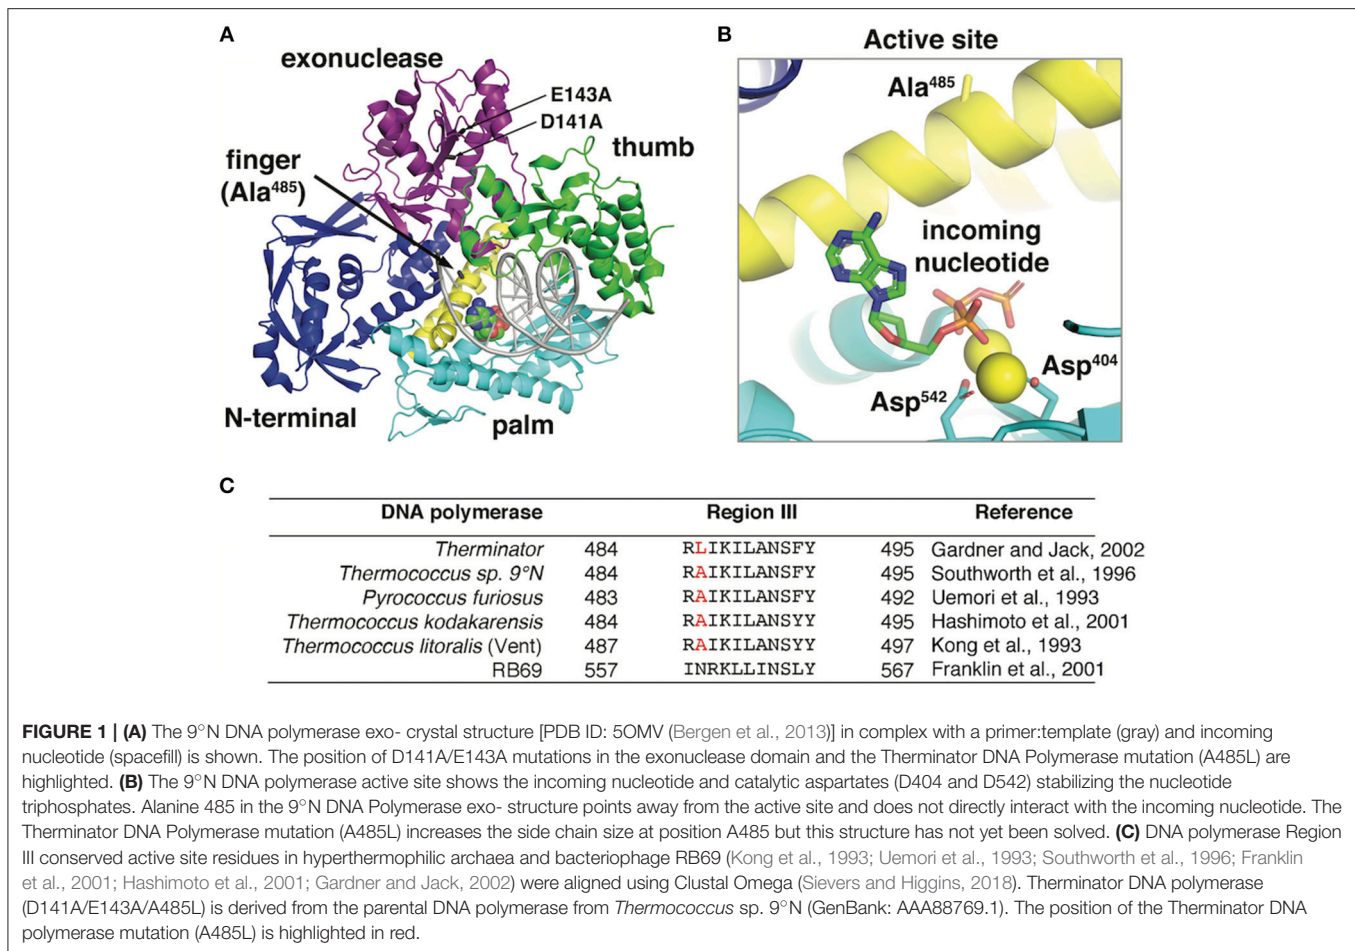 A
exonuclease
E143A
D141A
finger
(Ala⁴⁸⁵)
thumb
N-terminal
palm
B
Active site
Ala⁴⁸⁵
incoming
nucleotide
Asp⁴⁰⁴
Asp⁵⁴²
C
DNA polymerase Region III Reference
Therminator 484 RLIKILANSFY 495 Gardner and Jack, 2002
Thermococcus sp. 9°N 484 RAIKILANSFY 495 Southworth et al., 1996
Pyrococcus furiosus 483 RAIKILANSFY 492 Uemori et al., 1993
Thermococcus kodakarensis 484 RAIKILANSYY 495 Hashimoto et al., 2001
Thermococcus litoralis (Vent) 487 RAIKILANSYY 497 Kong et al., 1993
RB69 557 INRKLLINSLY 567 Franklin et al., 2001
FIGURE 1 | (A) The 9°N DNA polymerase exo- crystal structure [PDB ID: 5OMV (Bergen et al., 2013)] in complex with a primer:template (gray) and incoming
nucleotide (spacefill) is shown. The position of D141A/E143A mutations in the exonuclease domain and the Therminator DNA Polymerase mutation (A485L) are
highlighted. (B) The 9°N DNA polymerase active site shows the incoming nucleotide and catalytic aspartates (D404 and D542) stabilizing the nucleotide
triphosphates. Alanine 485 in the 9°N DNA Polymerase exo- structure points away from the active site and does not directly interact with the incoming nucleotide. The
Therminator DNA Polymerase mutation (A485L) increases the side chain size at position A485 but this structure has not yet been solved. (C) DNA polymerase Region
III conserved active site residues in hyperthermophilic archaea and bacteriophage RB69 (Kong et al., 1993; Uemori et al., 1993; Southworth et al., 1996; Franklin
et al., 2001; Hashimoto et al., 2001; Gardner and Jack, 2002) were aligned using Clustal Omega (Sievers and Higgins, 2018). Therminator DNA polymerase
(D141A/E143A/A485L) is derived from the parental DNA polymerase from Thermococcus sp. 9°N (GenBank: AAA88769.1). The position of the Therminator DNA
polymerase mutation (A485L) is highlighted in red.